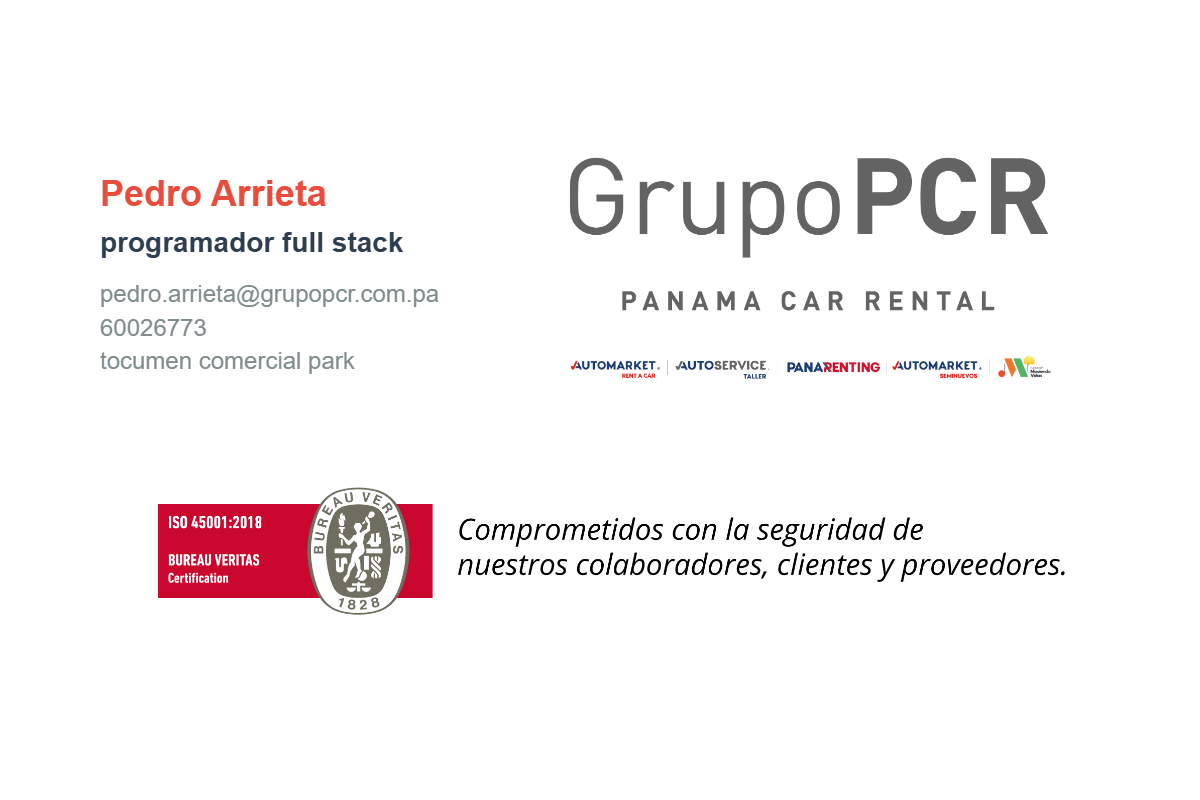 Pedro Arrieta
programador full stack
pedro.arrieta@grupopcr.com.pa
60026773
tocumen comercial park
GrupoPCR
PANAMA CAR RENTAL
AUTOMARKET. RENT A CAR
AUTOSERVICE. TALLER
PANARENTING
AUTOMARKET. SEMINUEVOS
ISO 45001:2018
BUREAU VERITAS
Certification
BUREAU VERITAS
1828
Comprometidos con la seguridad de
nuestros colaboradores, clientes y proveedores.